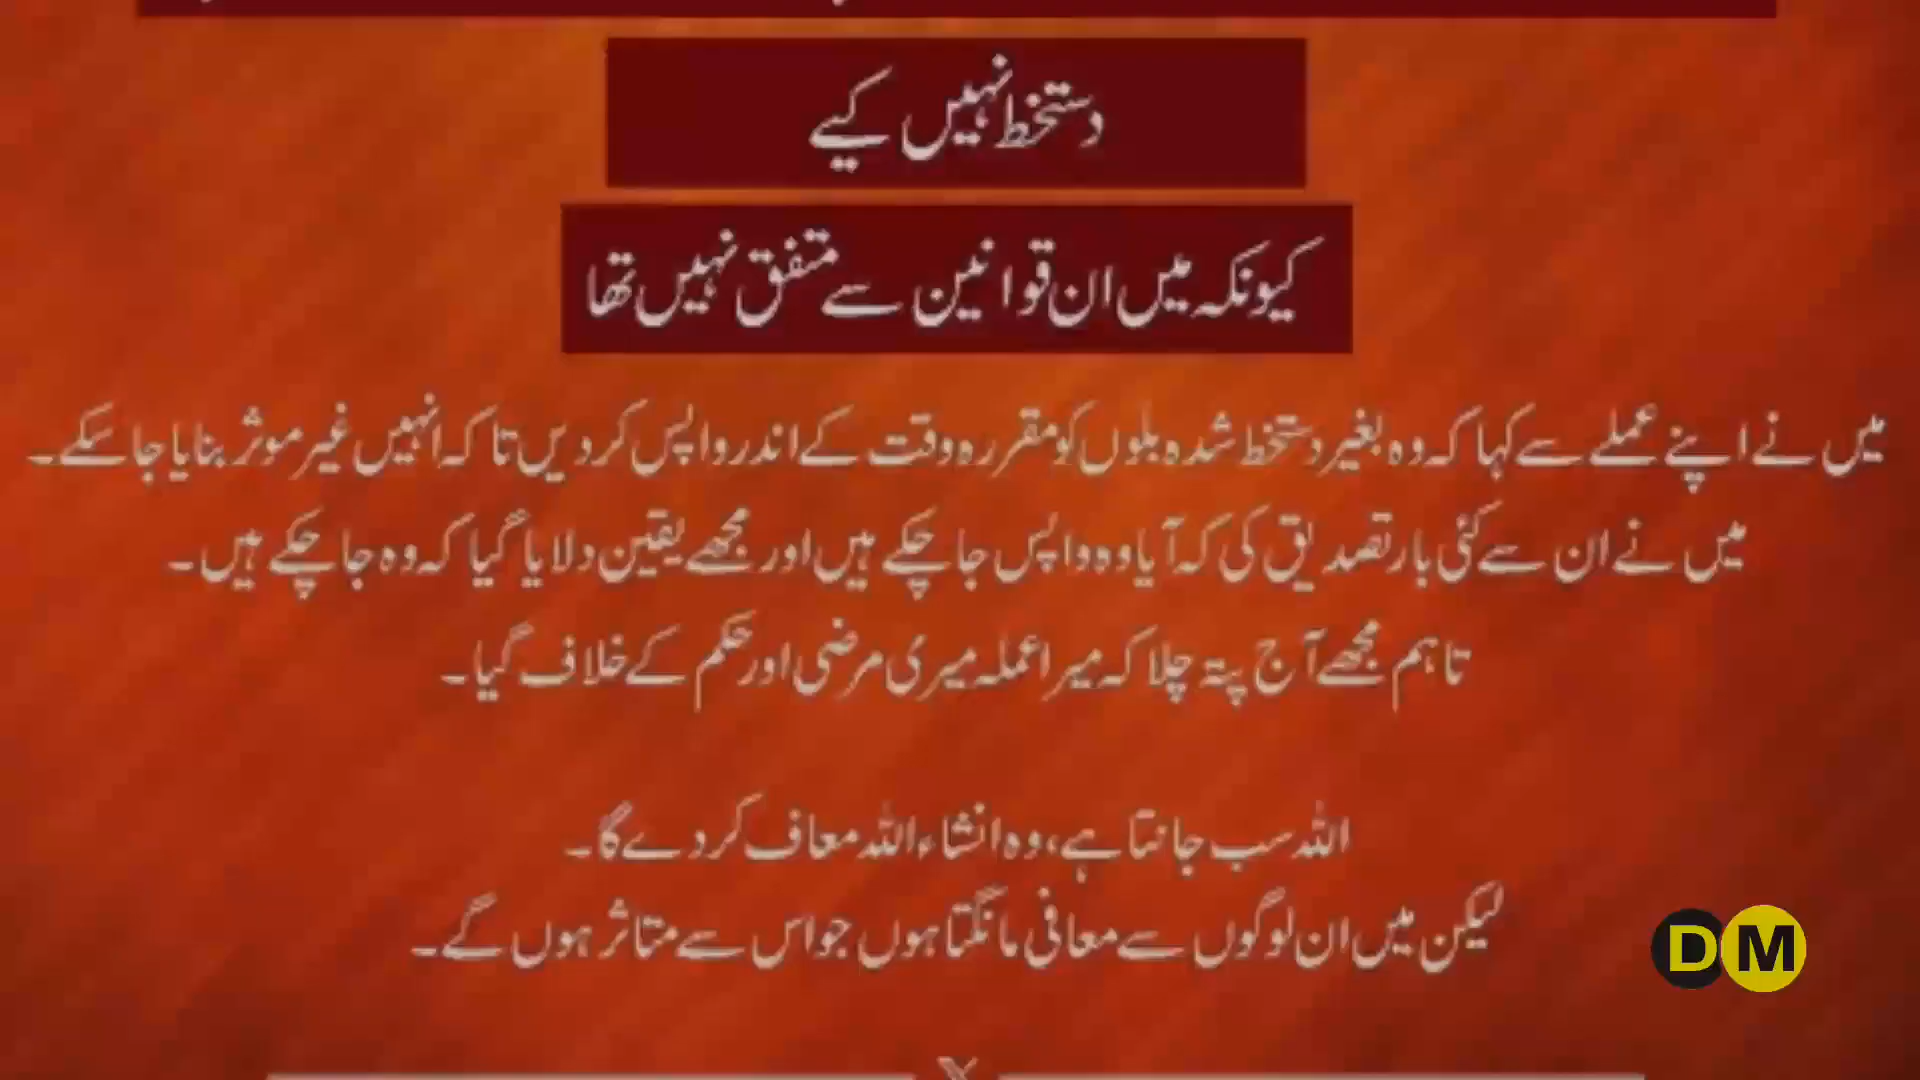 دستخط نہیں کیے
کیونکہ میں ان قوانین سے متفق نہیں تھا
میں نے اپنے عملے سے کہا کہ وہ بغیر دستخط شدہ بلوں کو مقررہ وقت کے اندر واپس کر دیں تاکہ انہیں غیر موثر بنایا جا سکے۔
میں نے ان سے کئی بار تصدیق کی کہ آیا وہ واپس جا چکے ہیں اور مجھے یقین دلایا گیا کہ وہ جا چکے ہیں۔
تاہم مجھے آج پتہ چلا کہ میرا عملہ میری مرضی اور حکم کے خلاف گیا۔
اللہ سب جانتا ہے، وہ انشاء اللہ معاف کر دے گا۔
لیکن میں ان لوگوں سے معافی مانگتا ہوں جو اس سے متاثر ہوں گے۔
DM